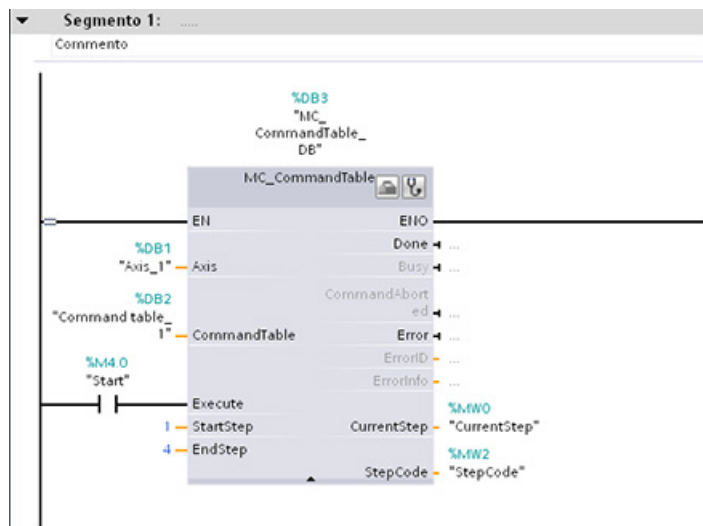 Segmento 1: .....
Commento
%DB3
"MC_
CommandTable_
DB"
MC_CommandTable
EN
ENO
Done ...
%DB1
"Axis_1"
Axis
Busy ...
%DB2
"Command table_
1"
CommandTable
CommandAbort
ed ...
Error ...
ErrorID ...
ErrorInfo ...
%M4.0
"Start"
Execute
1
StartStep
4
EndStep
CurrentStep
%MW0
"CurrentStep"
StepCode
%MW2
"StepCode"